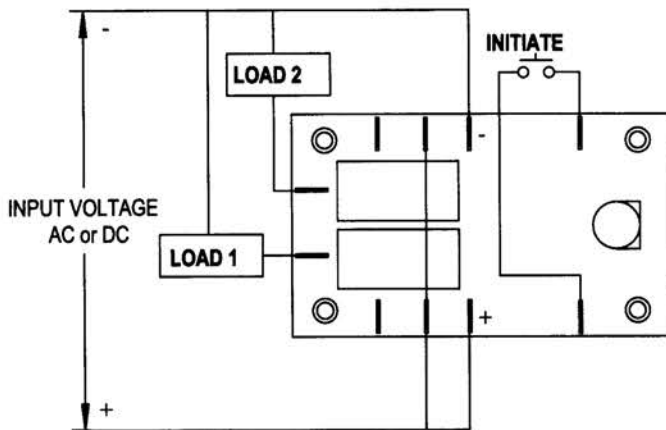 -
INITIATE
LOAD 2
-
INPUT VOLTAGE
AC or DC
LOAD 1
+
+